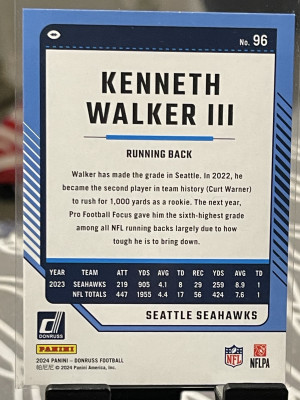 No. 96
KENNETH
WALKER III
RUNNING BACK
Walker has made the grade in Seattle. In 2022, he
became the second player in team history (Curt Warner)
to rush for 1,000 yards as a rookie. The next year,
Pro Football Focus gave him the sixth-highest grade
among all NFL running backs largely due to how
tough he is to bring down.
YEAR TEAM ATT YDS AVG TD REC YDS AVG TD
2023 SEAHAWKS 219 905 4.1 8 29 259 8.9 1
NFL TOTALS 447 1955 4.4 17 56 424 7.6 1
SEATTLE SEAHAWKS
DONRUSS
PANINI
2024 PANINI – DONRUSS FOOTBALL
帕尼尼 © 2024 Panini America, Inc.
NFL
NFLPA